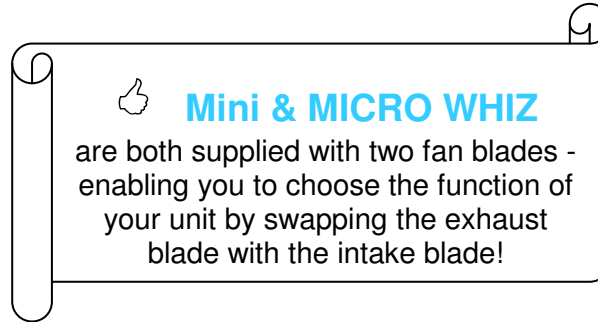 Mini & MICRO WHIZ
are both supplied with two fan blades -
enabling you to choose the function of
your unit by swapping the exhaust
blade with the intake blade!